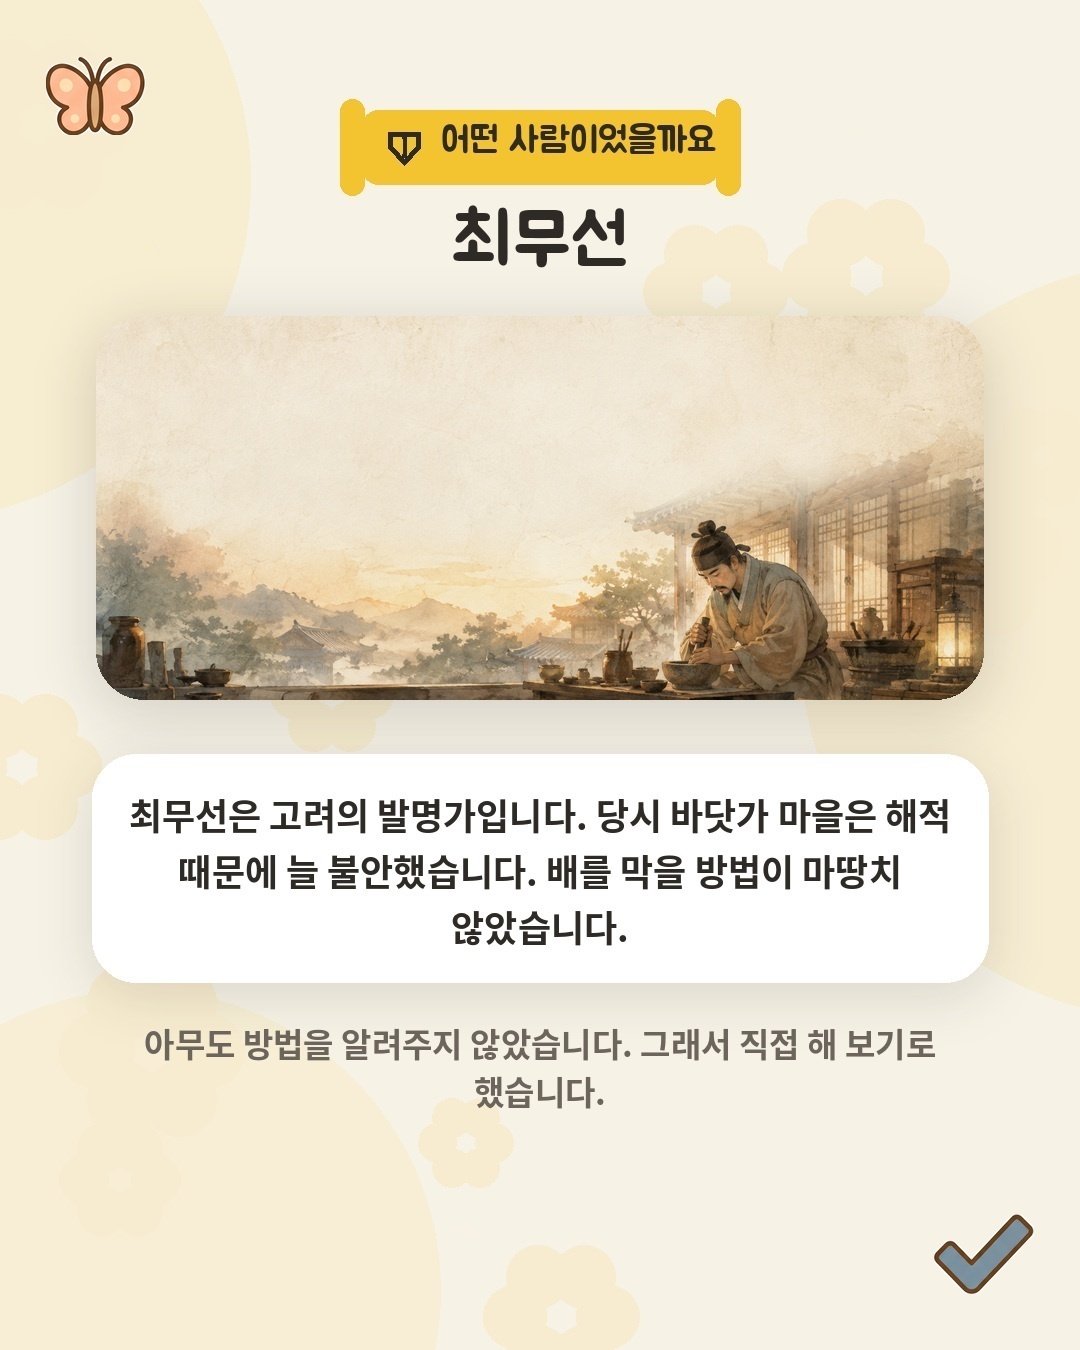 어떤 사람이었을까요
최무선
최무선은 고려의 발명가입니다. 당시 바닷가 마을은 해적
때문에 늘 불안했습니다. 배를 막을 방법이 마땅치
않았습니다.
아무도 방법을 알려주지 않았습니다. 그래서 직접 해 보기로
했습니다.